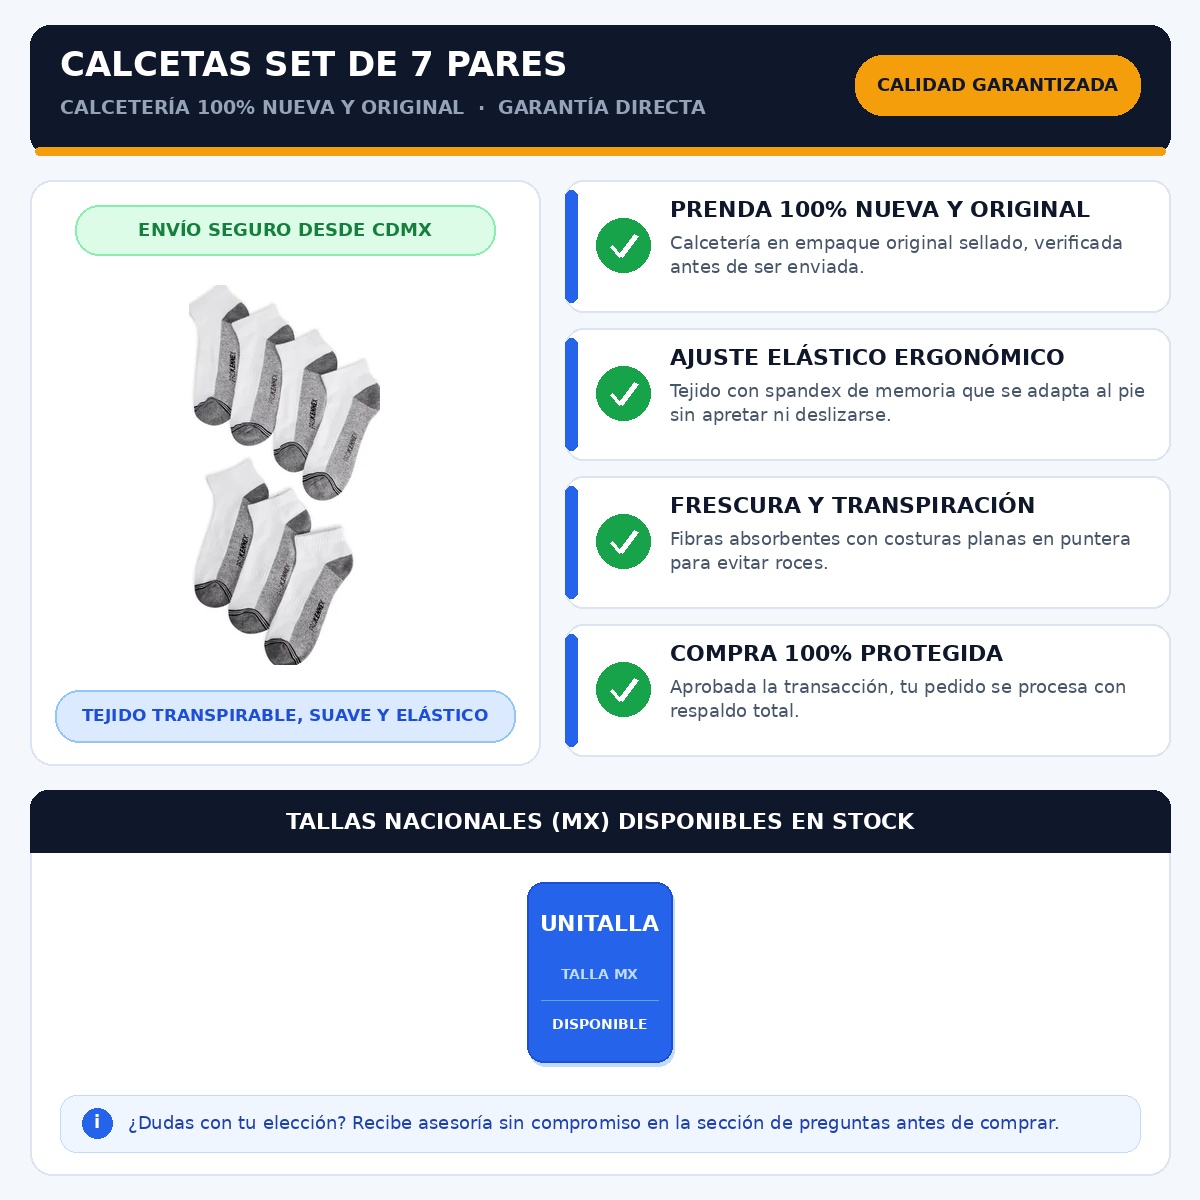 CALCETAS SET DE 7 PARES
CALCETERÍA 100% NUEVA Y ORIGINAL · GARANTÍA DIRECTA
CALIDAD GARANTIZADA
ENVÍO SEGURO DESDE CDMX
PROKENNEX
PROKENNEX
PROKENNEX
PROKENNEX
PROKENNEX
TEJIDO TRANSPIRABLE, SUAVE Y ELÁSTICO
PRENDA 100% NUEVA Y ORIGINAL
Calcetería en empaque original sellado, verificada
antes de ser enviada.
AJUSTE ELÁSTICO ERGONÓMICO
Tejido con spandex de memoria que se adapta al pie
sin apretar ni deslizarse.
FRESCURA Y TRANSPIRACIÓN
Fibras absorbentes con costuras planas en puntera
para evitar roces.
COMPRA 100% PROTEGIDA
Aprobada la transacción, tu pedido se procesa con
respaldo total.
TALLAS NACIONALES (MX) DISPONIBLES EN STOCK
UNITALLA
TALLA MX
DISPONIBLE
i ¿Dudas con tu elección? Recibe asesoría sin compromiso en la sección de preguntas antes de comprar.